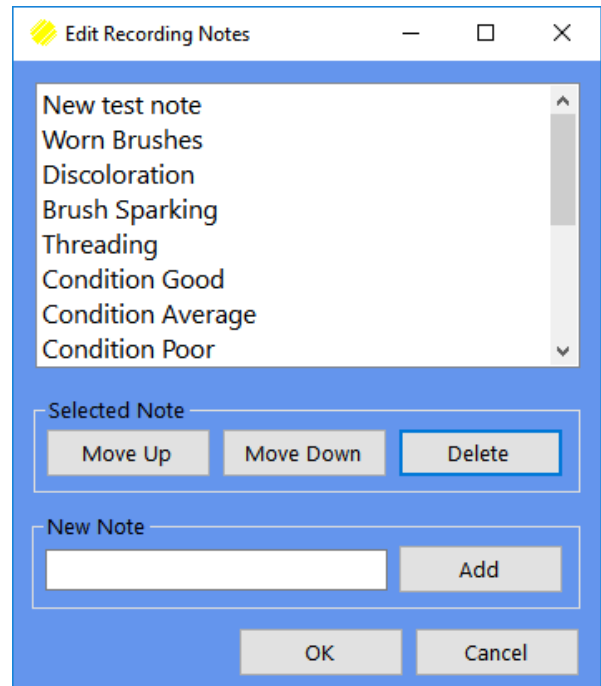 Edit Recording Notes
New test note
Worn Brushes
Discoloration
Brush Sparking
Threading
Condition Good
Condition Average
Condition Poor
Selected Note
Move Up Move Down Delete
New Note
Add
OK Cancel